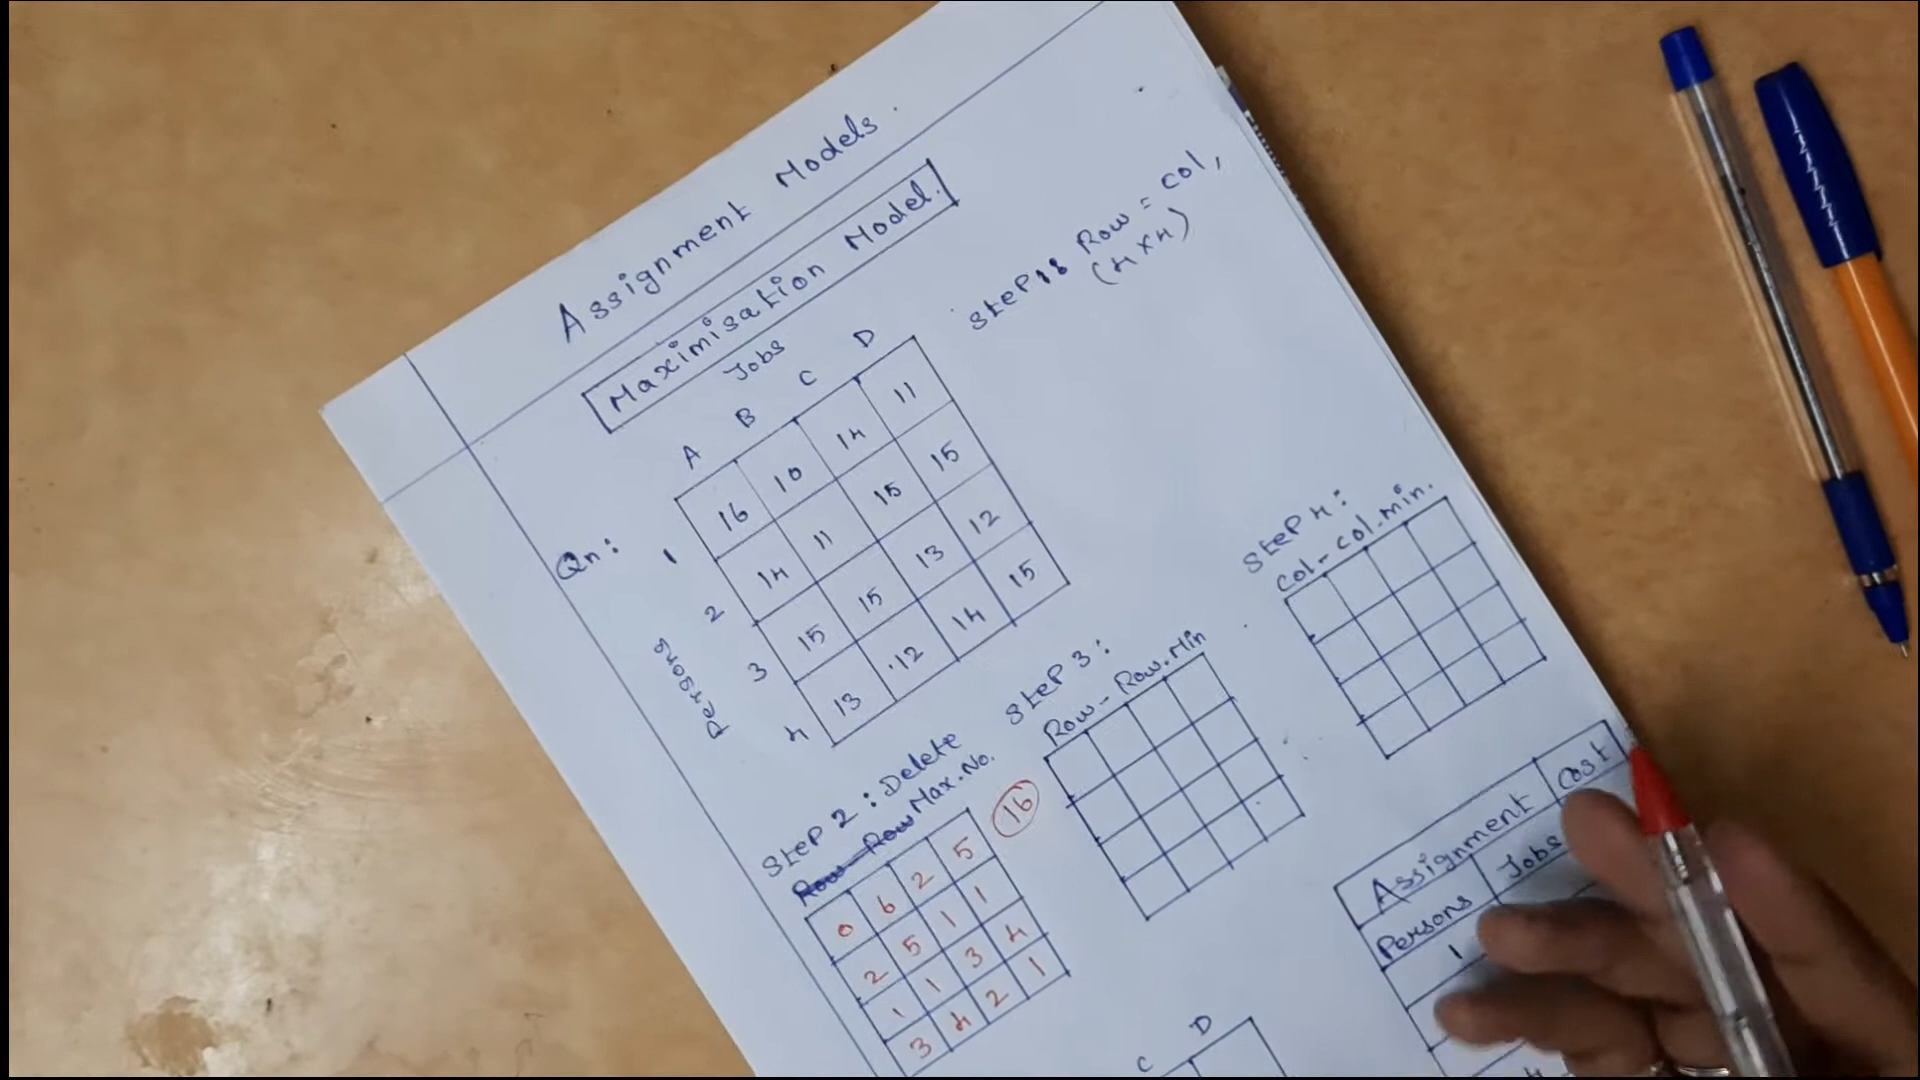 Assignment Models.
Maximisation Model.
Jobs
A B C D
Qn:
Persons
1 16 10 14 11
2 14 11 15 15
3 15 15 13 12
4 13 12 14 15
Step 1: Row = Col,
(4x4)
Step 2: Delete
Max.No.
16
0 6 2 5
2 5 1 1
1 1 3 4
3 4 2 1
Step 3:
Row-Row.Min
Step 4:
Col-Col.min.
Assignment Cost
Persons Jobs
1
4
C D